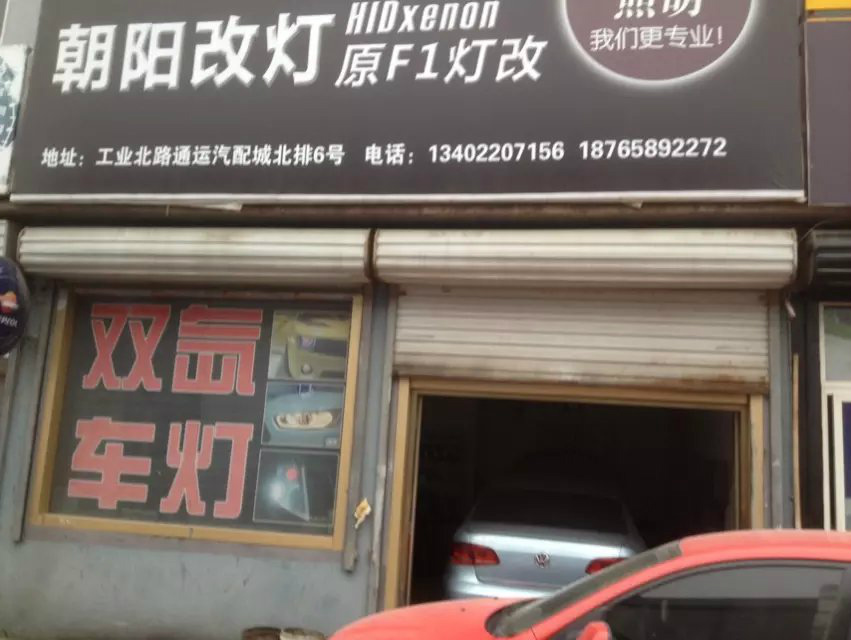 HIDxenon
朝阳改灯
原F1灯改
照明
我们更专业!
地址：工业北路通运汽配城北排6号 电话：13402207156 18765892272
双氙
车灯